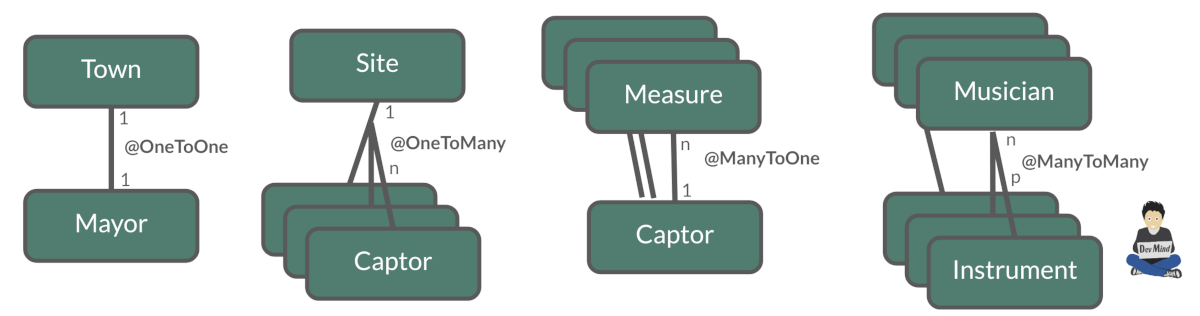 Town
1
@OneToOne
1
Mayor
Site
1
@OneToMany
n
Captor
Measure
n
@ManyToOne
1
Captor
Musician
n
@ManyToMany
p
Instrument
Dev Mind